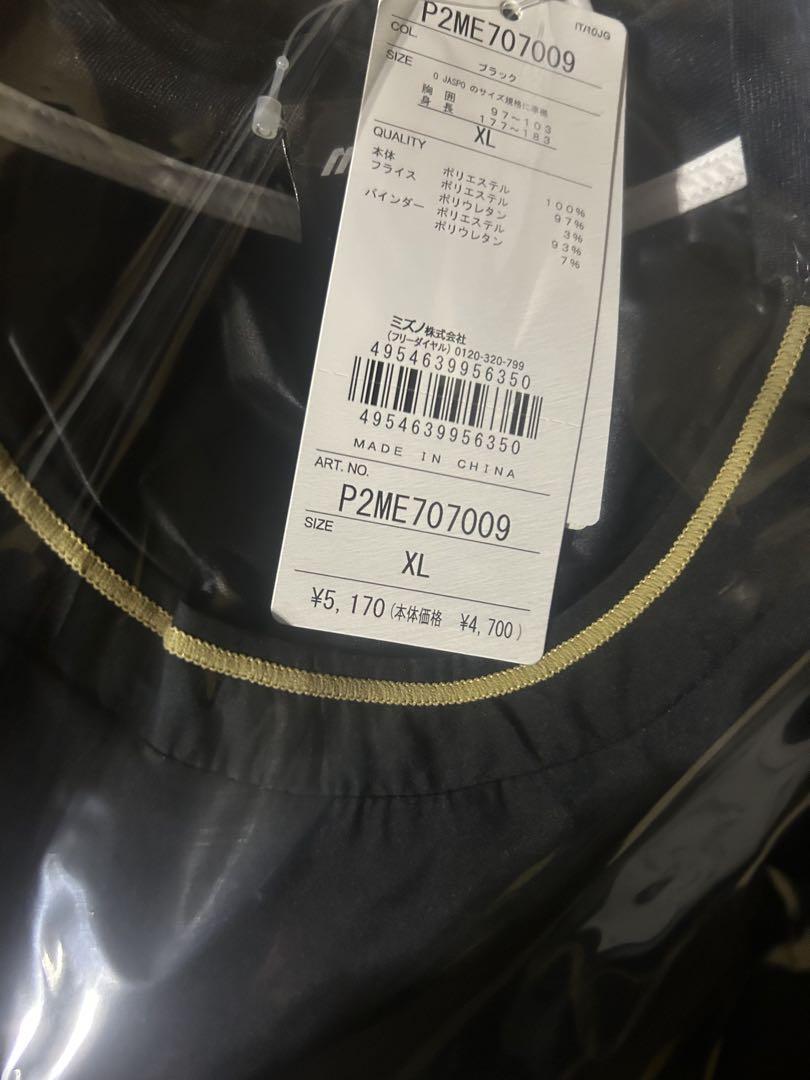 P2ME707009
IT/10JG
COL.
ブラック
SIZE
O JASPO のサイズ規格に準拠
胸 囲 97～103
身 長 177～183
XL
QUALITY
本体 ポリエステル 100%
フライス ポリエステル 97%
ポリウレタン 3%
バインダー ポリエステル 93%
ポリウレタン 7%
ミズノ株式会社
(フリーダイヤル) 0120-320-799
4954639956350
4954639956350
MADE IN CHINA
ART. NO.
P2ME707009
SIZE
XL
¥5,170(本体価格 ¥4,700)